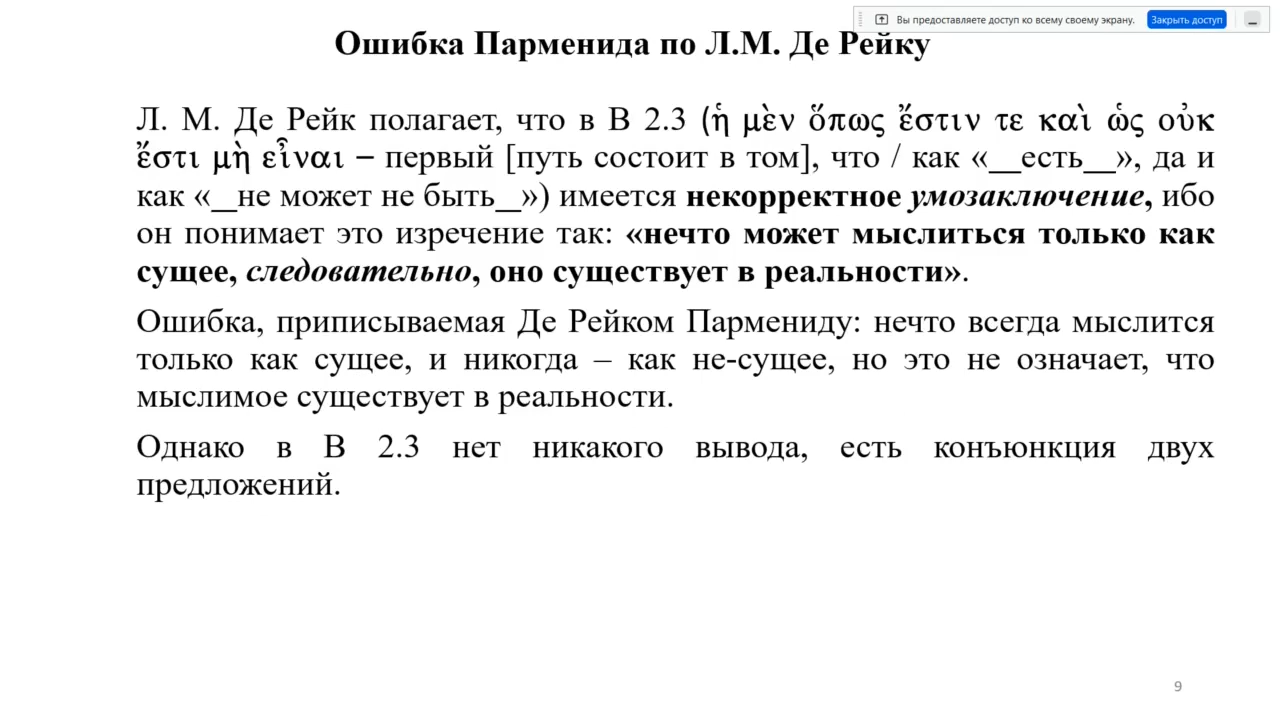 Вы предоставляете доступ ко всему своему экрану. Закрыть доступ
Ошибка Парменида по Л.М. Де Рейку
Л. М. Де Рейк полагает, что в В 2.3 (ἡ μὲν ὅπως ἔστιν τε καὶ ὡς οὐκ
ἔστι μὴ εἶναι – первый [путь состоит в том], что / как «__есть__», да и
как «_не может не быть_») имеется некорректное умозаключение, ибо
он понимает это изречение так: «нечто может мыслиться только как
сущее, следовательно, оно существует в реальности».
Ошибка, приписываемая Де Рейком Пармениду: нечто всегда мыслится
только как сущее, и никогда – как не-сущее, но это не означает, что
мыслимое существует в реальности.
Однако в В 2.3 нет никакого вывода, есть конъюнкция двух
предложений.
9